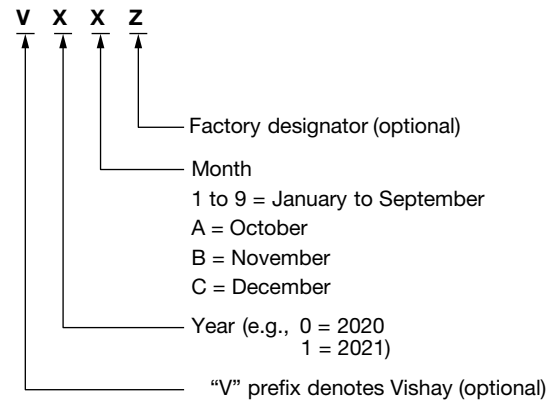 V X X Z
Factory designator (optional)
Month
1 to 9 = January to September
A = October
B = November
C = December
Year (e.g., 0 = 2020
1 = 2021)
“V” prefix denotes Vishay (optional)